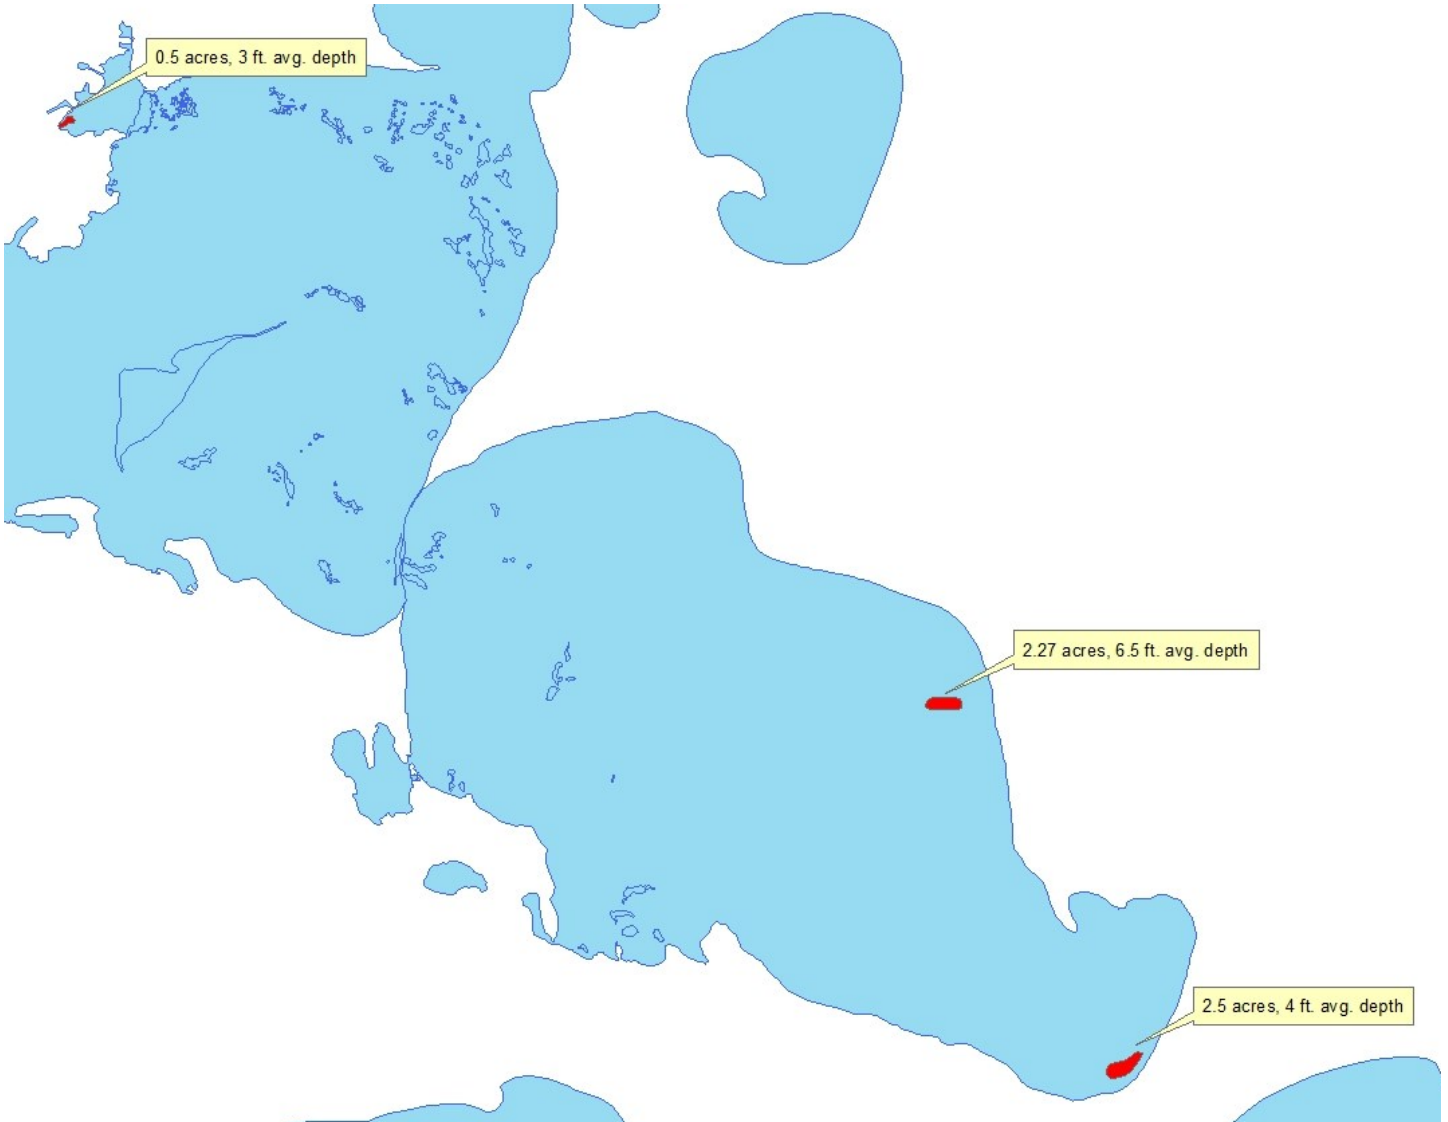 0.5 acres, 3 ft. avg. depth
2.27 acres, 6.5 ft. avg. depth
2.5 acres, 4 ft. avg. depth